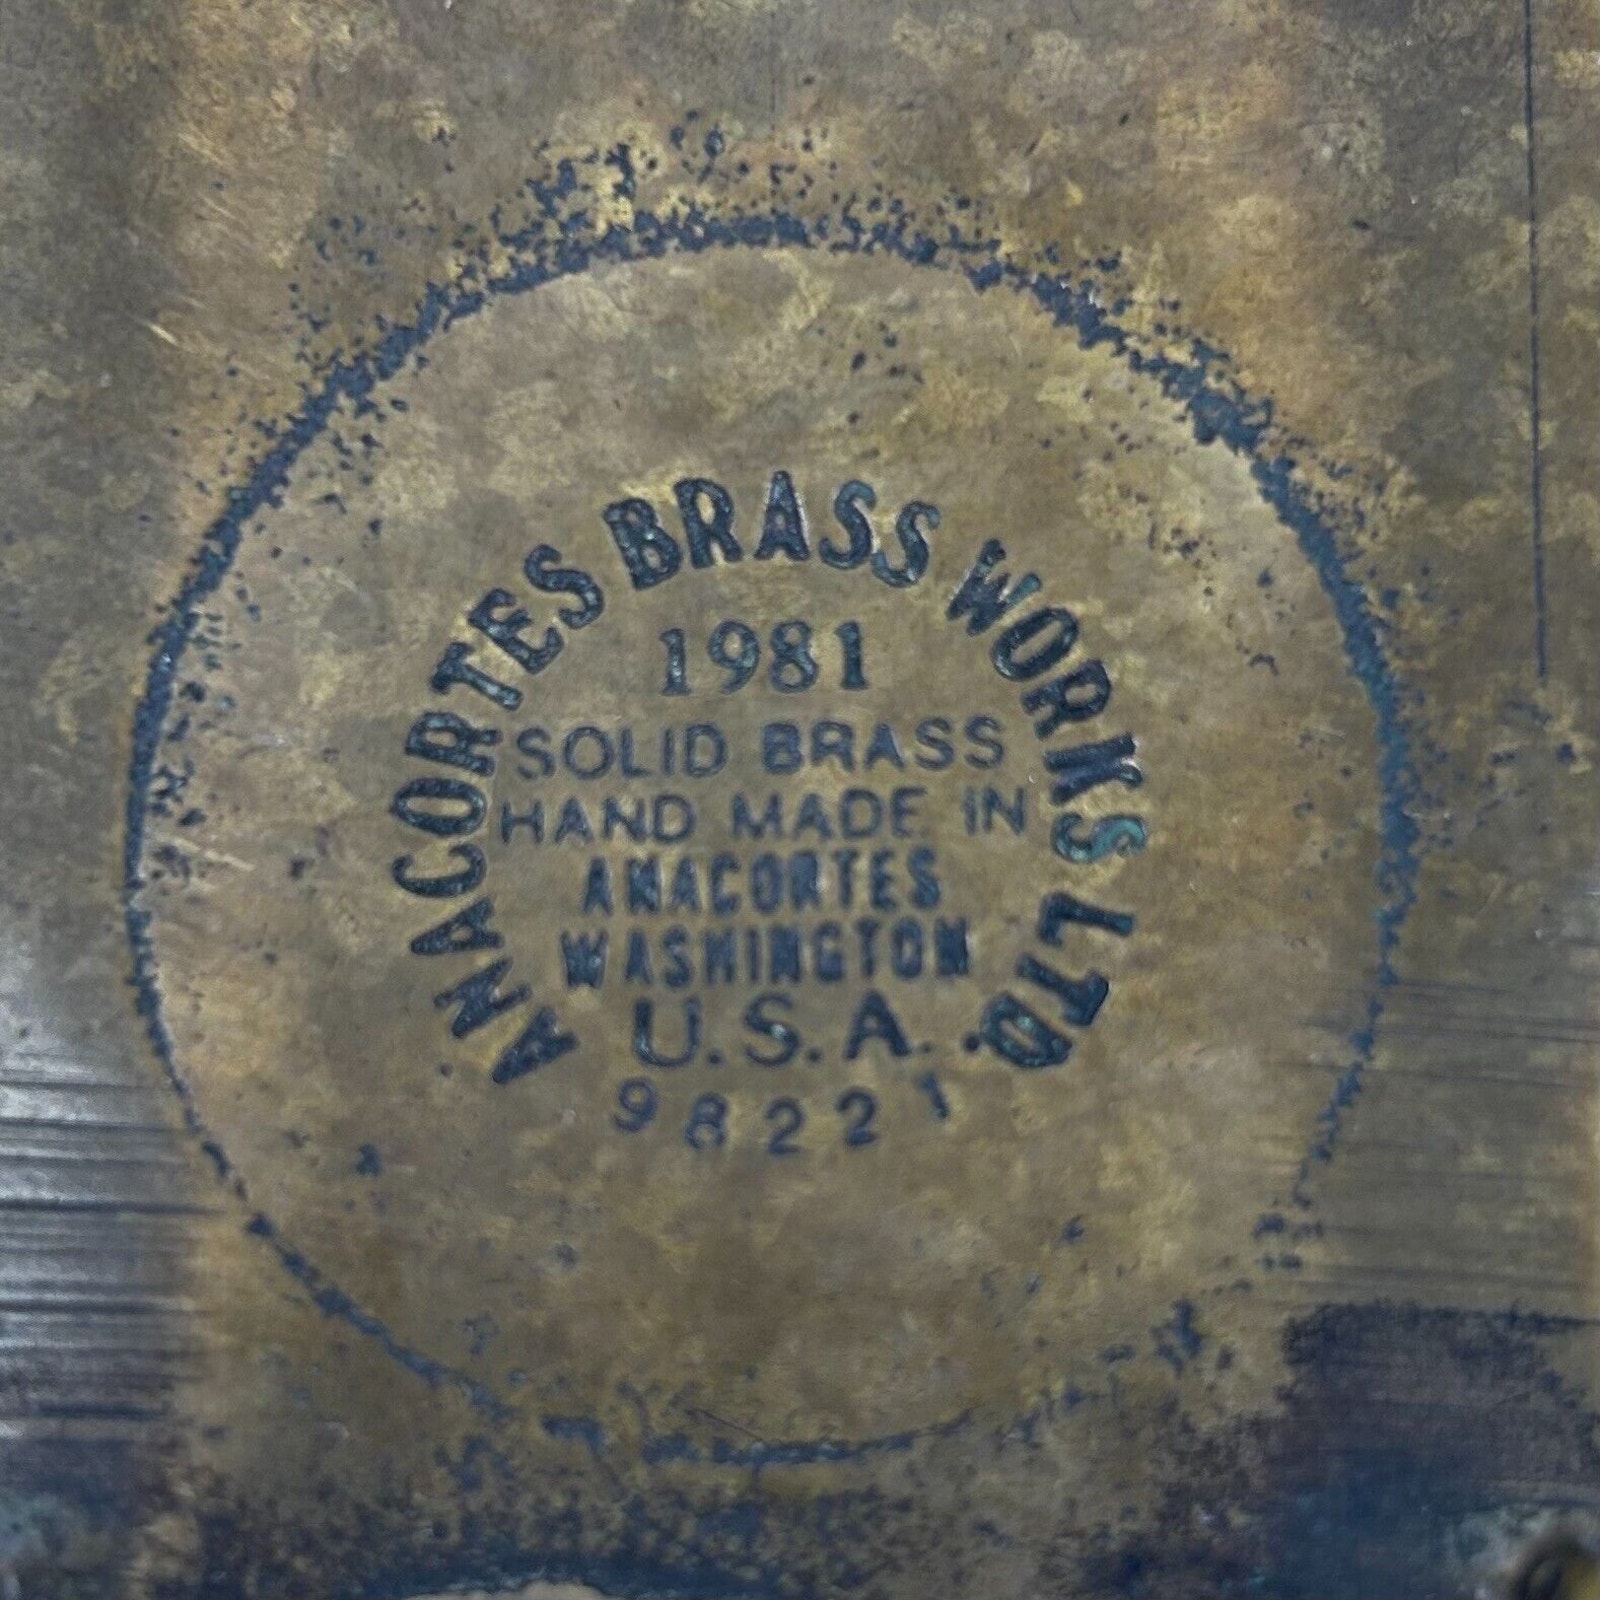 ANACORTES BRASS WORKS LTD.
1981
SOLID BRASS
HAND MADE IN
ANACORTES
WASHINGTON
U.S.A.
98221